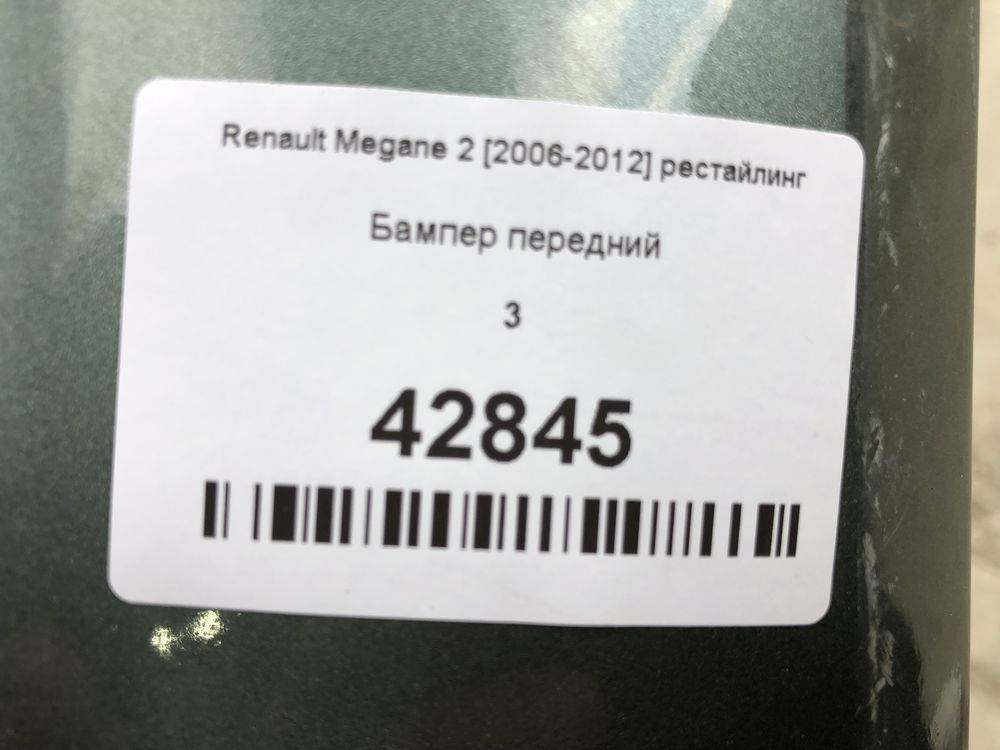 Renault Megane 2 [2006-2012] рестайлинг
Бампер передний
3
42845